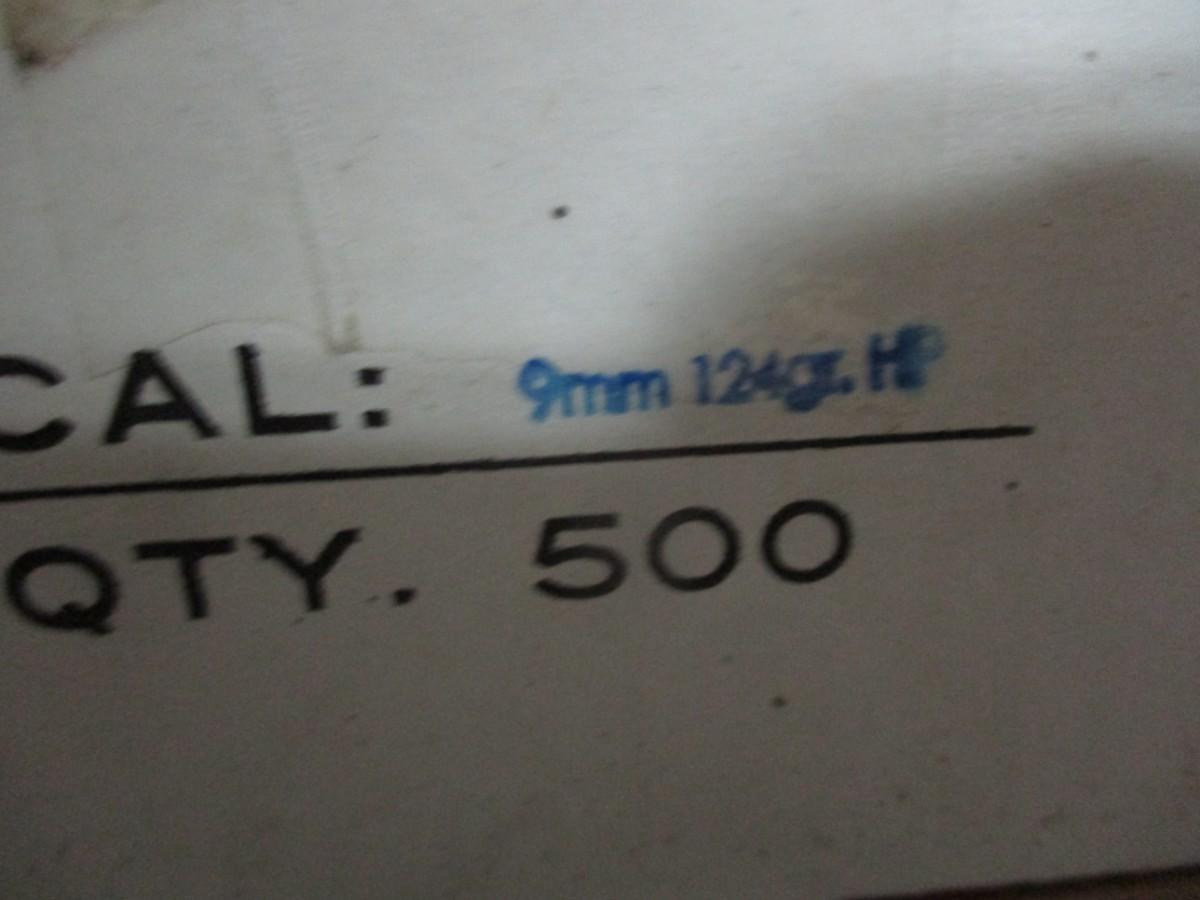 CAL: 9mm 124gr. HP
QTY. 500